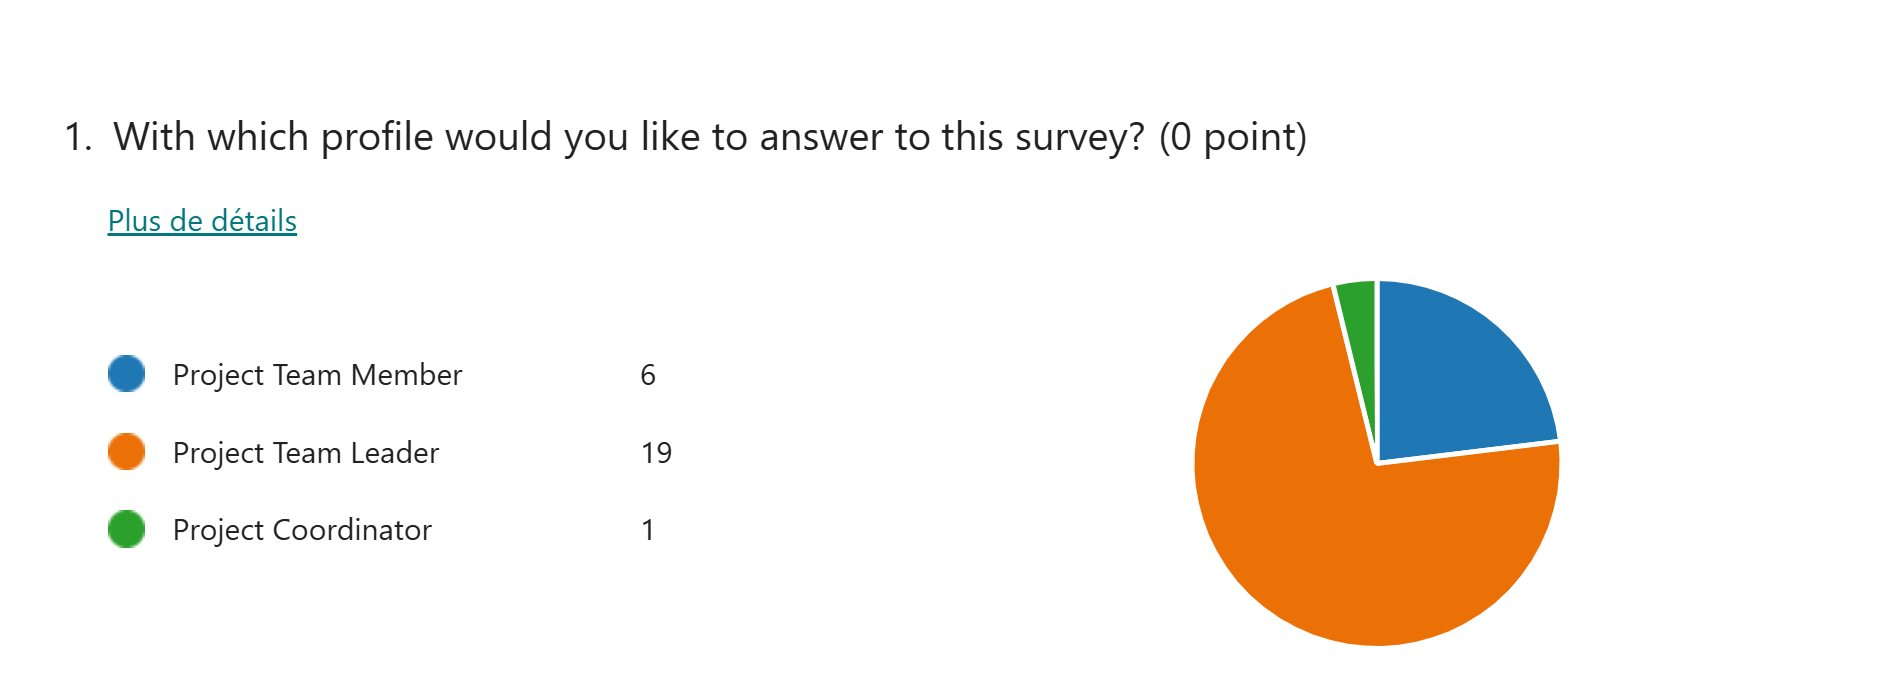 1. With which profile would you like to answer to this survey? (0 point)
Plus de détails
Project Team Member 6
Project Team Leader 19
Project Coordinator 1